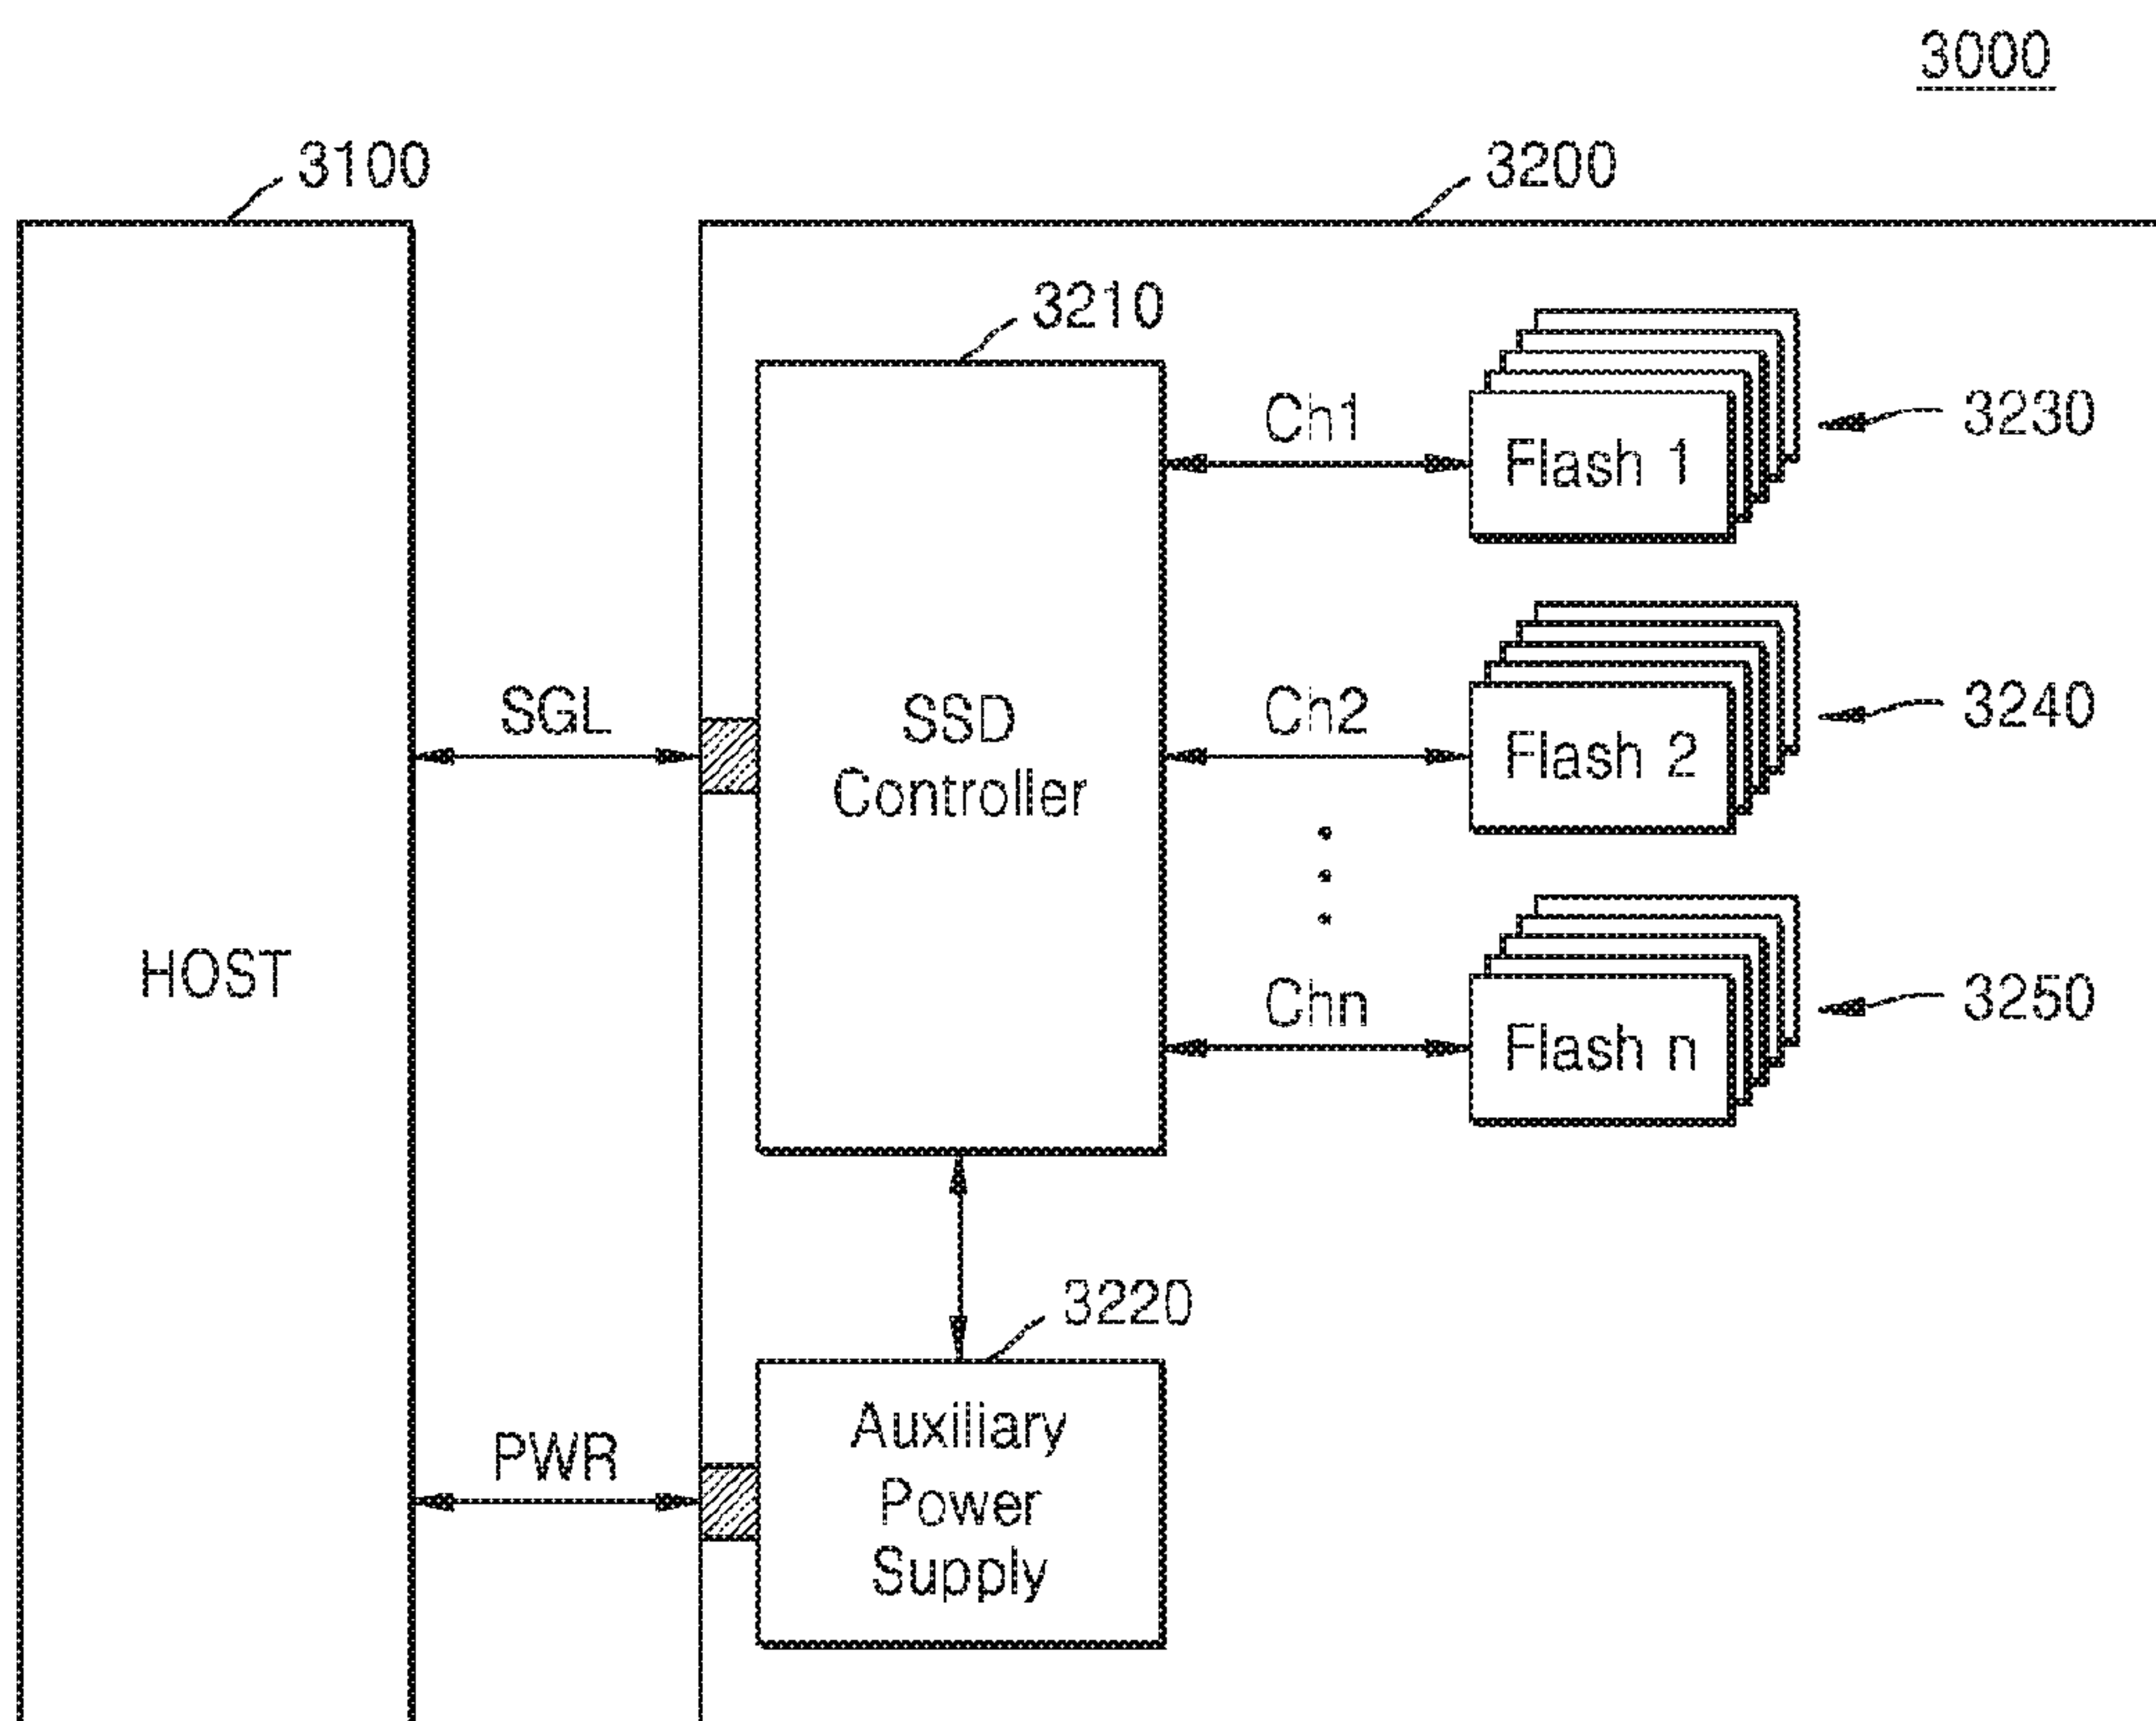 3000
3100
3200
3210
Ch1
Flash 1
3230
SGL
SSD
Controller
Ch2
Flash 2
3240
HOST
Chn
Flash n
3250
3220
PWR
Auxiliary
Power
Supply